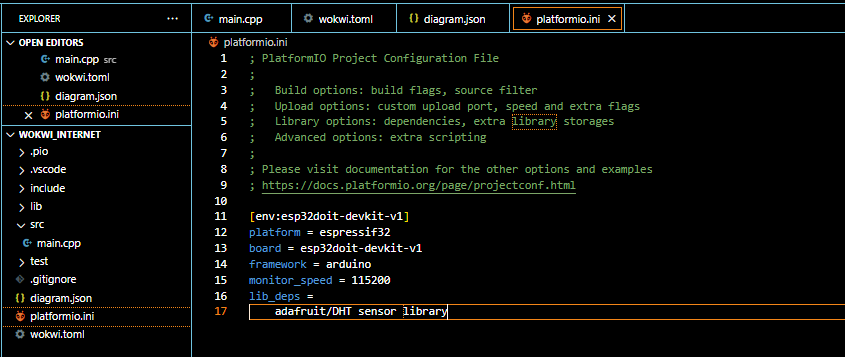 EXPLORER ...
OPEN EDITORS
main.cpp src
wokwi.toml
diagram.json
platformio.ini
WOKWI_INTERNET
.pio
.vscode
include
lib
src
main.cpp
test
.gitignore
diagram.json
platformio.ini
wokwi.toml
main.cpp wokwi.toml diagram.json platformio.ini
platformio.ini
1 ; PlatformIO Project Configuration File
2 ;
3 ;   Build options: build flags, source filter
4 ;   Upload options: custom upload port, speed and extra flags
5 ;   Library options: dependencies, extra library storages
6 ;   Advanced options: extra scripting
7 ;
8 ; Please visit documentation for the other options and examples
9 ; https://docs.platformio.org/page/projectconf.html
10
11 [env:esp32doit-devkit-v1]
12 platform = espressif32
13 board = esp32doit-devkit-v1
14 framework = arduino
15 monitor_speed = 115200
16 lib_deps =
17     adafruit/DHT sensor library